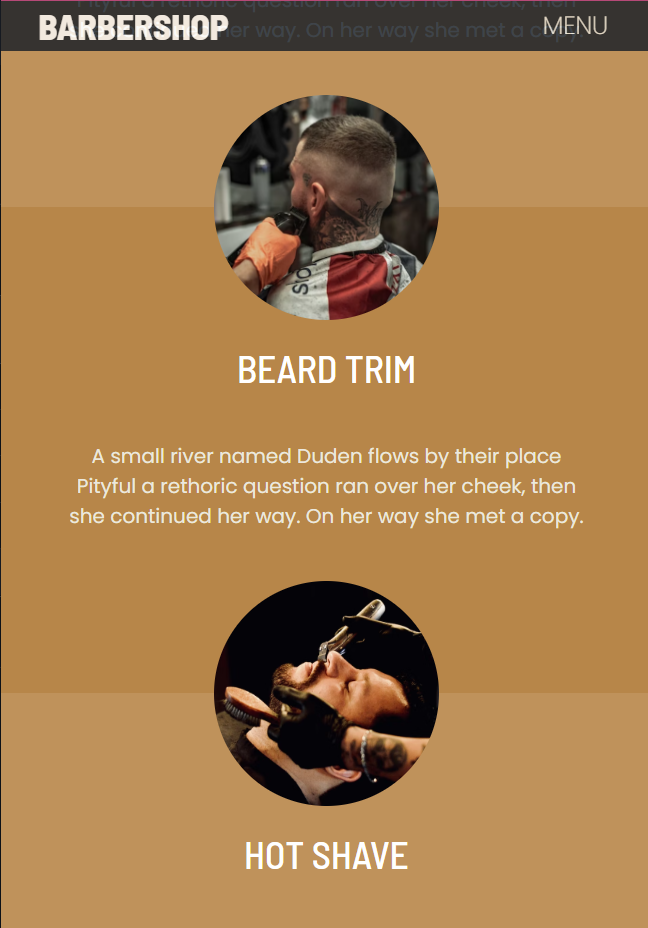 Pityful a rethoric question ran over her cheek, then
BARBERSHOP
her way. On her way she met a copy.
MENU
BEARD TRIM
A small river named Duden flows by their place
Pityful a rethoric question ran over her cheek, then
she continued her way. On her way she met a copy.
HOT SHAVE